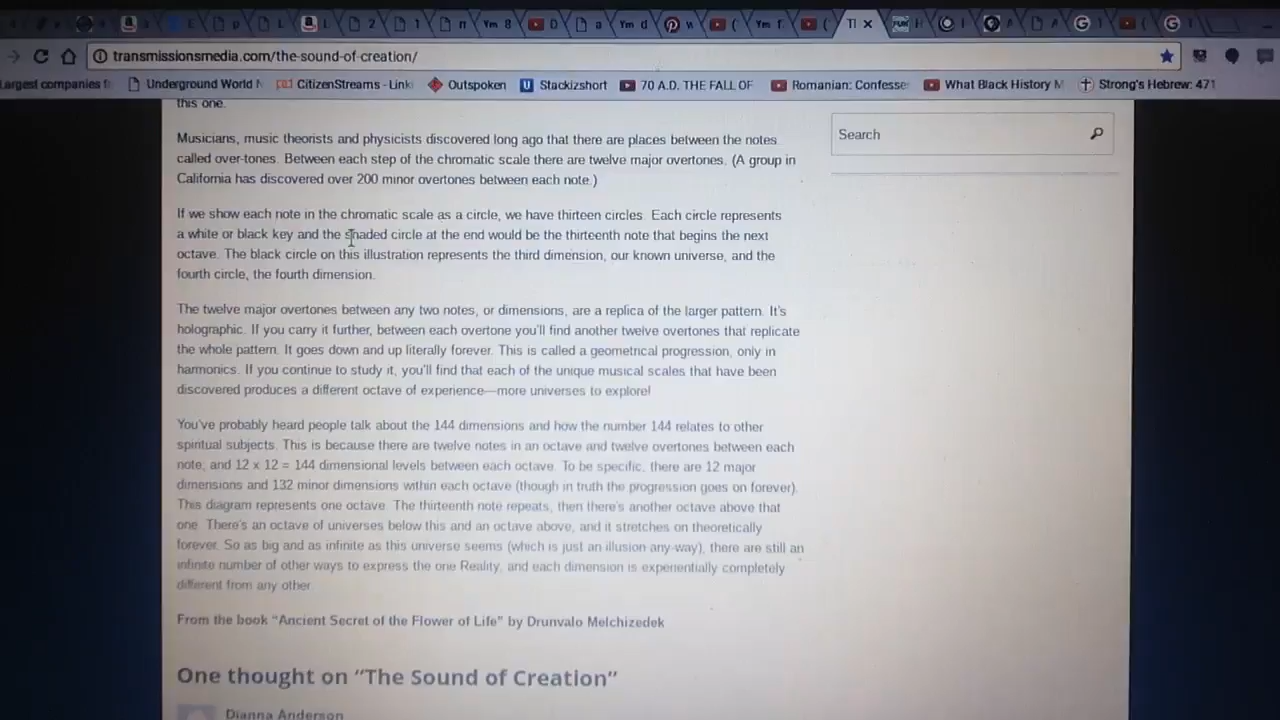 transmissionsmedia.com/the-sound-of-creation/
Largest companies
Underground World
CitizenStreams - Link
Outspoken
Stackizshort
70 A.D. THE FALL OF
Romanian: Confesse
What Black History M
Strong's Hebrew: 471
this one.
Search
Musicians, music theorists and physicists discovered long ago that there are places between the notes
called over-tones. Between each step of the chromatic scale there are twelve major overtones. (A group in
California has discovered over 200 minor overtones between each note.)
If we show each note in the chromatic scale as a circle, we have thirteen circles. Each circle represents
a white or black key and the shaded circle at the end would be the thirteenth note that begins the next
octave. The black circle on this illustration represents the third dimension, our known universe, and the
fourth circle, the fourth dimension.
The twelve major overtones between any two notes, or dimensions, are a replica of the larger pattern. It's
holographic. If you carry it further, between each overtone you'll find another twelve overtones that replicate
the whole pattern. It goes down and up literally forever. This is called a geometrical progression, only in
harmonics. If you continue to study it, you'll find that each of the unique musical scales that have been
discovered produces a different octave of experience—more universes to explore!
You've probably heard people talk about the 144 dimensions and how the number 144 relates to other
spiritual subjects. This is because there are twelve notes in an octave and twelve overtones between each
note; and 12 x 12 = 144 dimensional levels between each octave. To be specific, there are 12 major
dimensions and 132 minor dimensions within each octave (though in truth the progression goes on forever).
This diagram represents one octave. The thirteenth note repeats, then there's another octave above that
one. There's an octave of universes below this and an octave above, and it stretches on theoretically
forever. So as big and as infinite as this universe seems (which is just an illusion any-way), there are still an
infinite number of other ways to express the one Reality, and each dimension is experientially completely
different from any other.
From the book "Ancient Secret of the Flower of Life" by Drunvalo Melchizedek
One thought on "The Sound of Creation"
Dianna Anderson